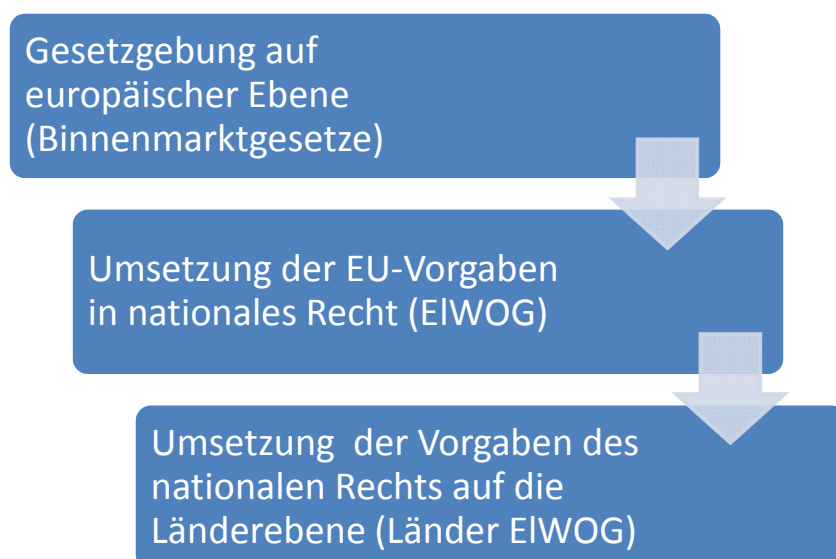 Gesetzgebung auf
europäischer Ebene
(Binnenmarktgesetze)
Umsetzung der EU-Vorgaben
in nationales Recht (ElWOG)
Umsetzung  der Vorgaben des
nationalen Rechts auf die
Länderebene (Länder ElWOG)